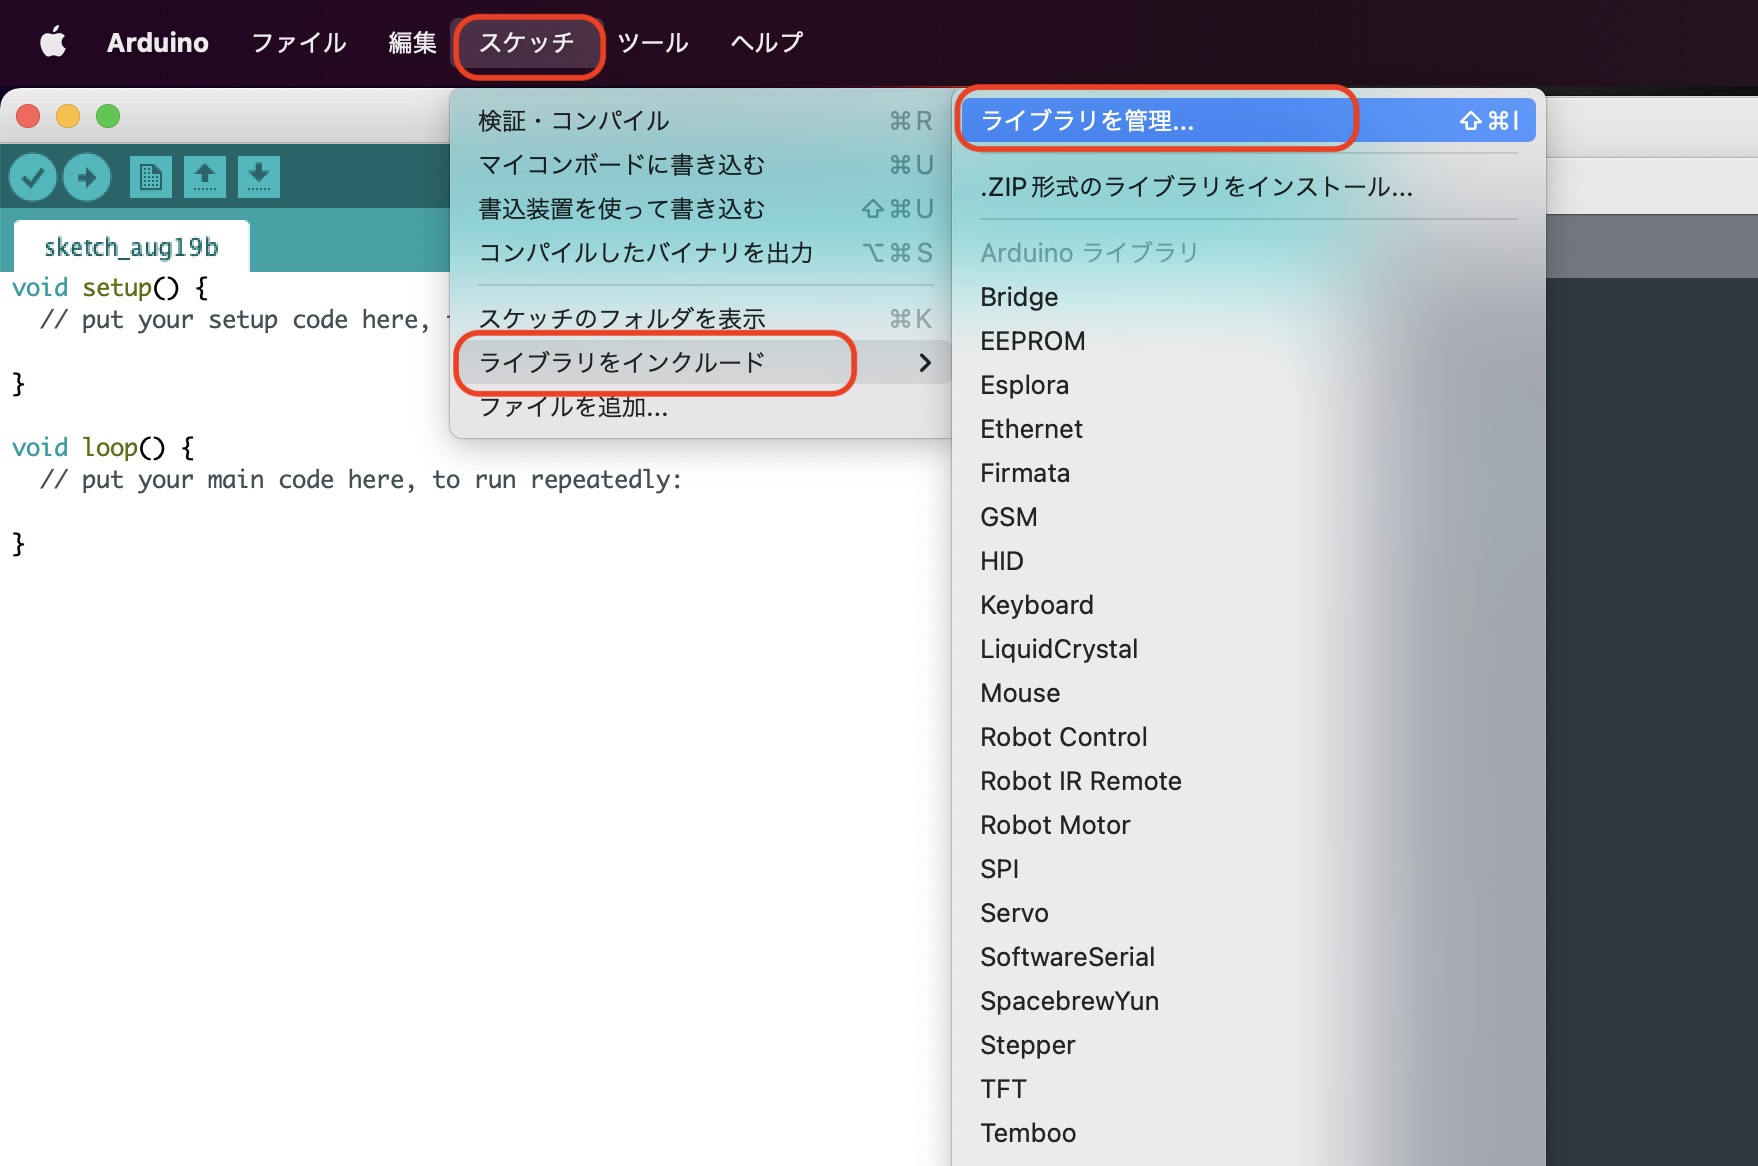 Arduino ファイル 編集 スケッチ ツール ヘルプ
検証・コンパイル ⌘R
マイコンボードに書き込む ⌘U
書込装置を使って書き込む ⇧⌘U
コンパイルしたバイナリを出力 ⌥⌘S
スケッチのフォルダを表示 ⌘K
ライブラリをインクルード
ファイルを追加...
ライブラリを管理... ⇧⌘I
.ZIP形式のライブラリをインストール...
Arduino ライブラリ
Bridge
EEPROM
Esplora
Ethernet
Firmata
GSM
HID
Keyboard
LiquidCrystal
Mouse
Robot Control
Robot IR Remote
Robot Motor
SPI
Servo
SoftwareSerial
SpacebrewYun
Stepper
TFT
Temboo
sketch_aug19b
void setup() {
// put your setup code here,
}
void loop() {
// put your main code here, to run repeatedly:
}